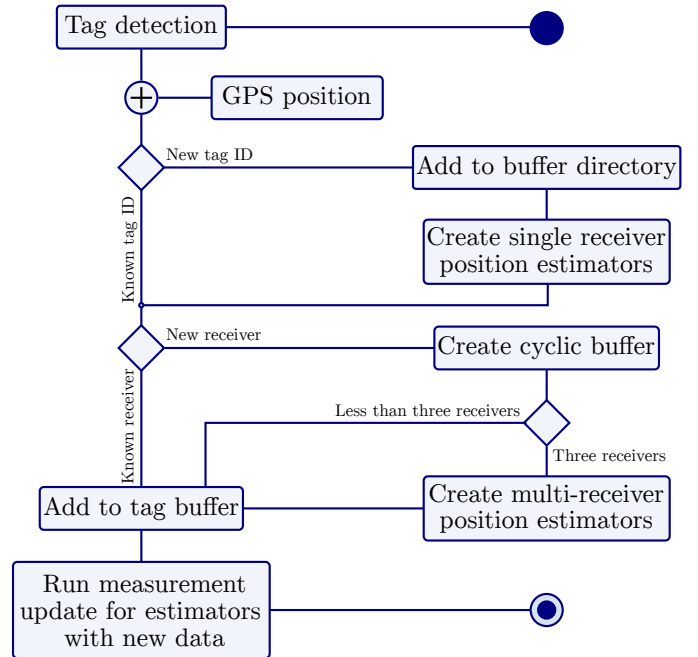 Tag detection
GPS position
New tag ID
Add to buffer directory
Known tag ID
Create single receiver
position estimators
New receiver
Create cyclic buffer
Known receiver
Less than three receivers
Three receivers
Add to tag buffer
Create multi-receiver
position estimators
Run measurement
update for estimators
with new data